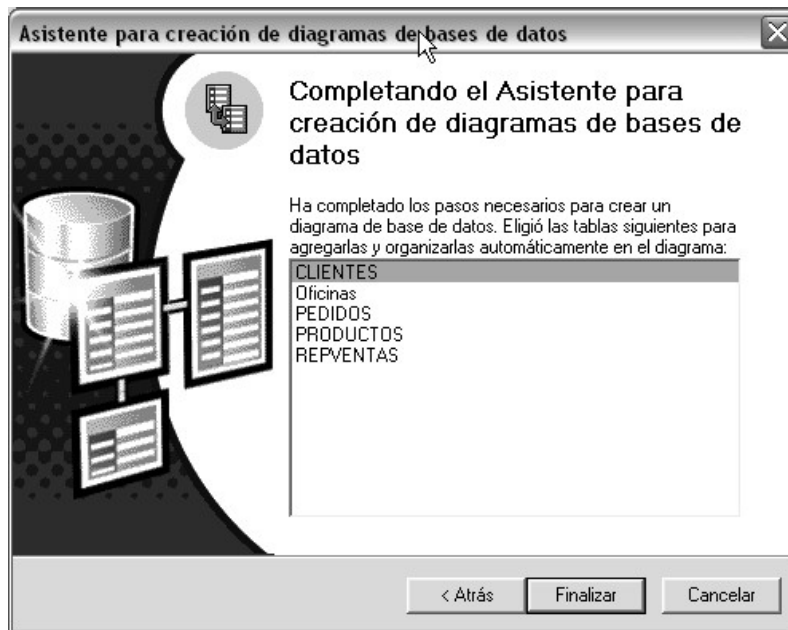 Asistente para creación de diagramas de bases de datos
Completando el Asistente para
creación de diagramas de bases de
datos
Ha completado los pasos necesarios para crear un
diagrama de base de datos. Eligió las tablas siguientes para
agregarlas y organizarlas automáticamente en el diagrama:
CLIENTES
Oficinas
PEDIDOS
PRODUCTOS
REPVENTAS
< Atrás
Finalizar
Cancelar